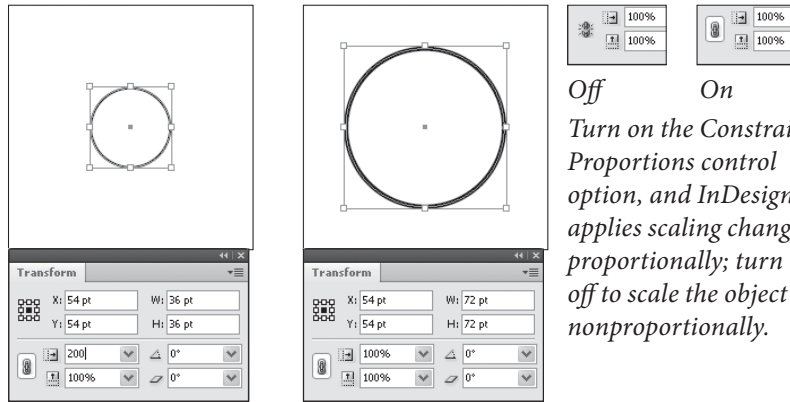 Transform
X: 54 pt
W: 36 pt
Y: 54 pt
H: 36 pt
200
0°
100%
0°
Transform
X: 54 pt
W: 72 pt
Y: 54 pt
H: 72 pt
100%
0°
100%
0°
100%
100%
100%
100%
Off
On
Turn on the Constrai
Proportions control
option, and InDesign
applies scaling chang
proportionally; turn
off to scale the object
nonproportionally.